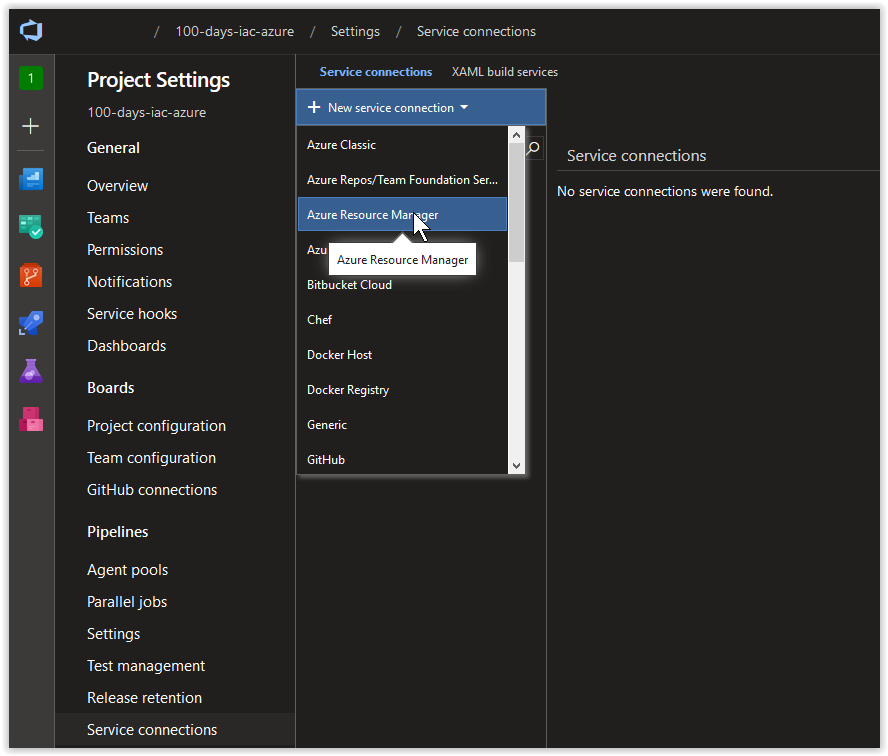 / 100-days-iac-azure / Settings / Service connections
1
Project Settings
100-days-iac-azure
General
Overview
Teams
Permissions
Notifications
Service hooks
Dashboards
Boards
Project configuration
Team configuration
GitHub connections
Pipelines
Agent pools
Parallel jobs
Settings
Test management
Release retention
Service connections
Service connections XAML build services
+ New service connection
Azure Classic
Azure Repos/Team Foundation Ser...
Azure Resource Manager
Azu
Azure Resource Manager
Bitbucket Cloud
Chef
Docker Host
Docker Registry
Generic
GitHub
Service connections
No service connections were found.